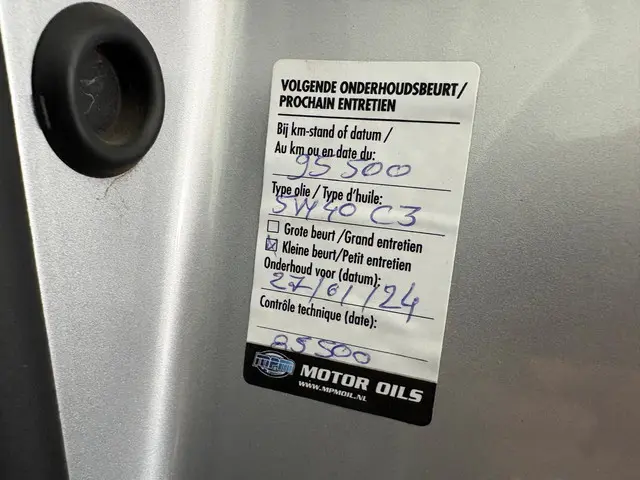 VOLGENDE ONDERHOUDSBEURT/
PROCHAIN ENTRETIEN
Bij km-stand of datum /
Au km ou en date du:
95 500
Type olie / Type d'huile:
5W40 C3
Grote beurt /Grand entretien
Kleine beurt/Petit entretien
Onderhoud voor (datum):
27/01/24
Contrôle technique (date):
85500
MOTOR OILS
WWW.MPMOIL.NL